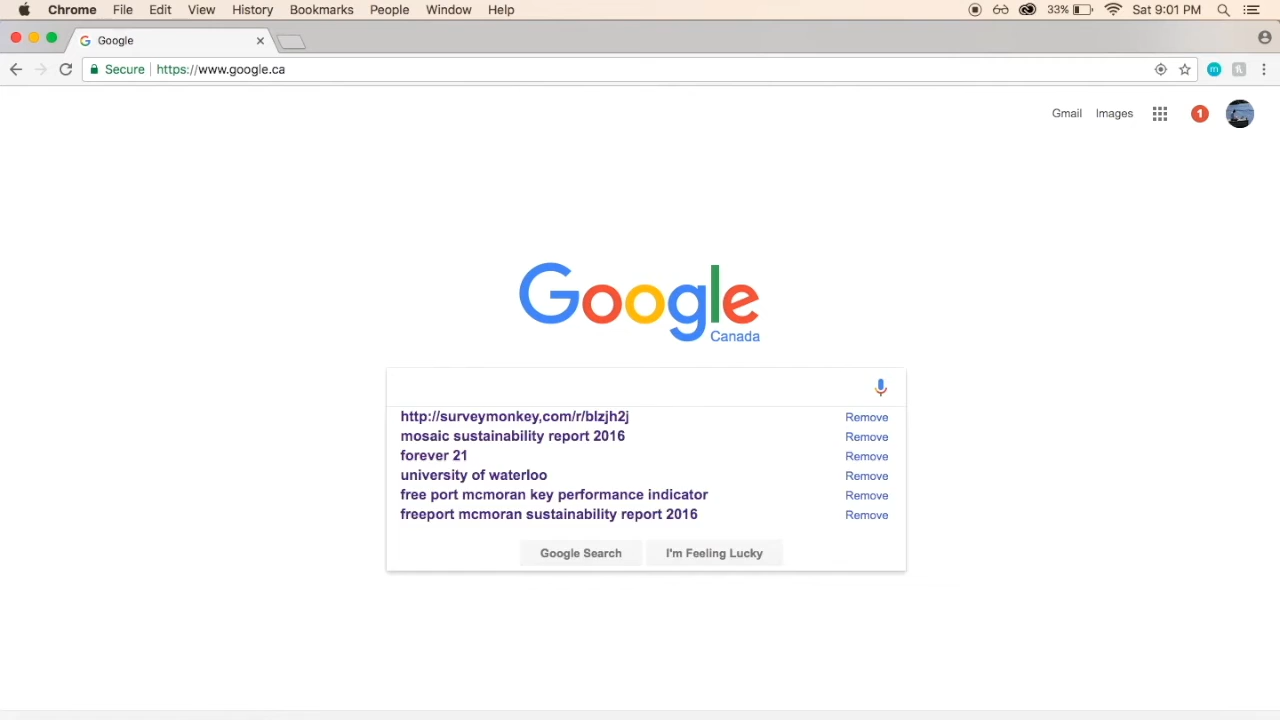 Chrome File Edit View History Bookmarks People Window Help 33% Sat 9:01 PM
Google
Secure https://www.google.ca
Gmail Images 1
Google
Canada
http://surveymonkey,com/r/blzjh2j Remove
mosaic sustainability report 2016 Remove
forever 21 Remove
university of waterloo Remove
free port mcmoran key performance indicator Remove
freeport mcmoran sustainability report 2016 Remove
Google Search I'm Feeling Lucky